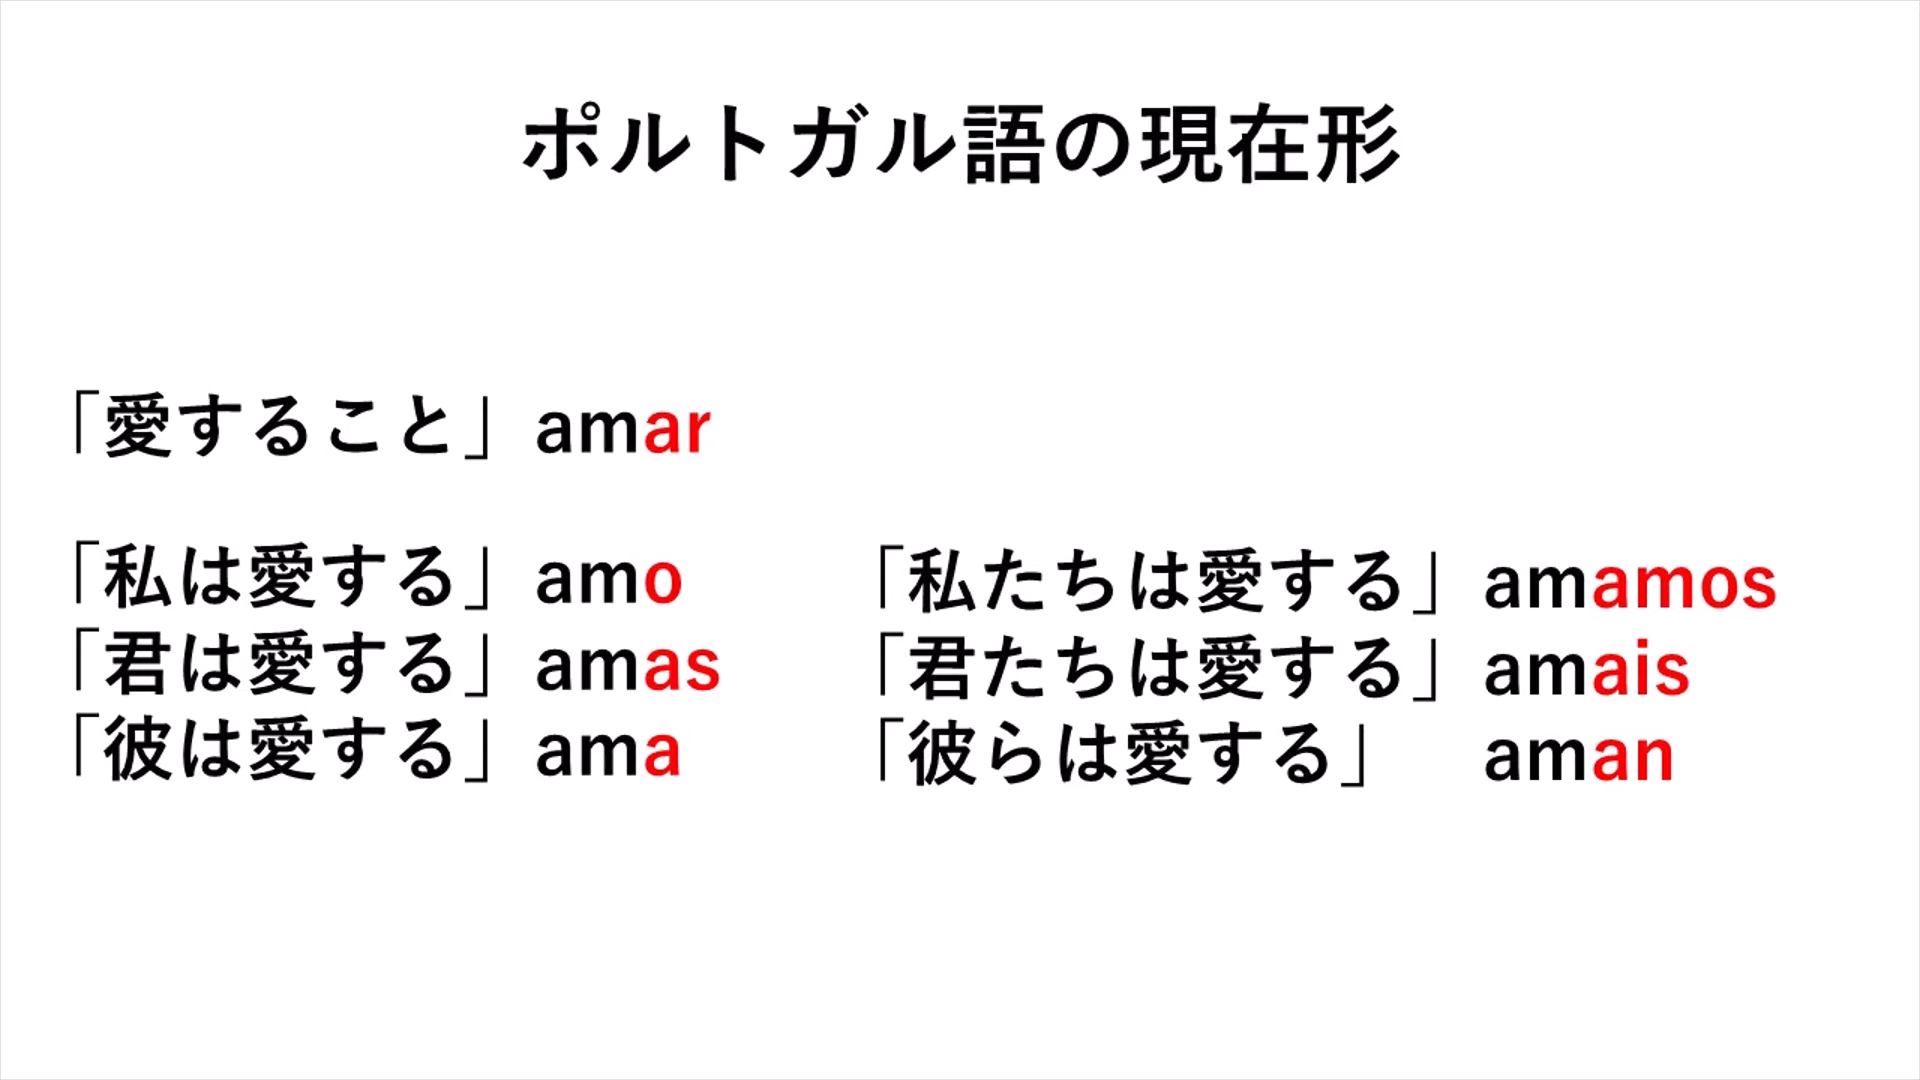 ポルトガル語の現在形
「愛すること」amar
「私は愛する」amo
「君は愛する」amas
「彼は愛する」ama
「私たちは愛する」amamos
「君たちは愛する」amais
「彼らは愛する」 aman